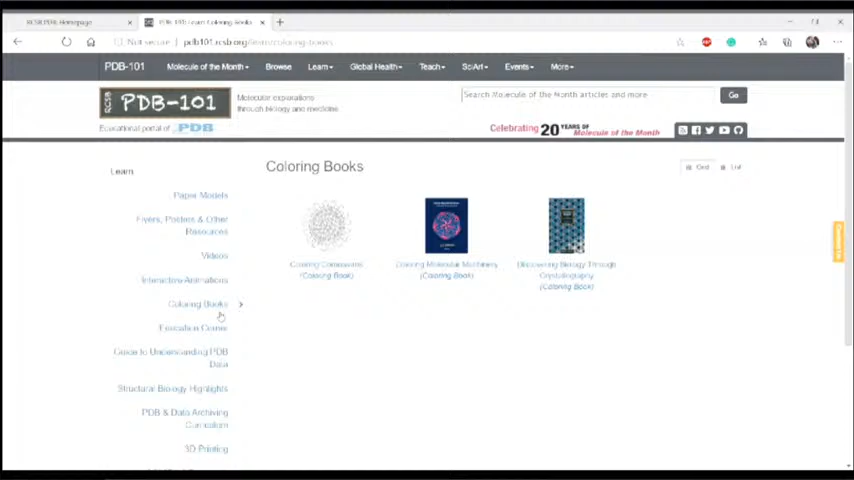 RCSB PDB: Homepage
PDB-101: Learn: Coloring Books
Not secure | pdb101.rcsb.org/learn/coloring-books
PDB-101 Molecule of the Month Browse Learn Global Health Teach SciArt Events More
RCSB PDB-101
Molecular explorations
through biology and medicine
Search Molecule of the Month articles and more
Go
Educational portal of PDB
Celebrating 20 YEARS OF Molecule of the Month
Learn
Coloring Books
Grid List
Paper Models
Flyers, Posters & Other
Resources
Videos
Interactive Animations
Coloring Books
Education Corner
Guide to Understanding PDB
Data
Structural Biology Highlights
PDB & Data Archiving
Curriculum
3D Printing
Coloring Coronavirus
(Coloring Book)
Coloring Molecular Machinery
(Coloring Book)
Discovering Biology Through
Crystallography
(Coloring Book)
Contact Us